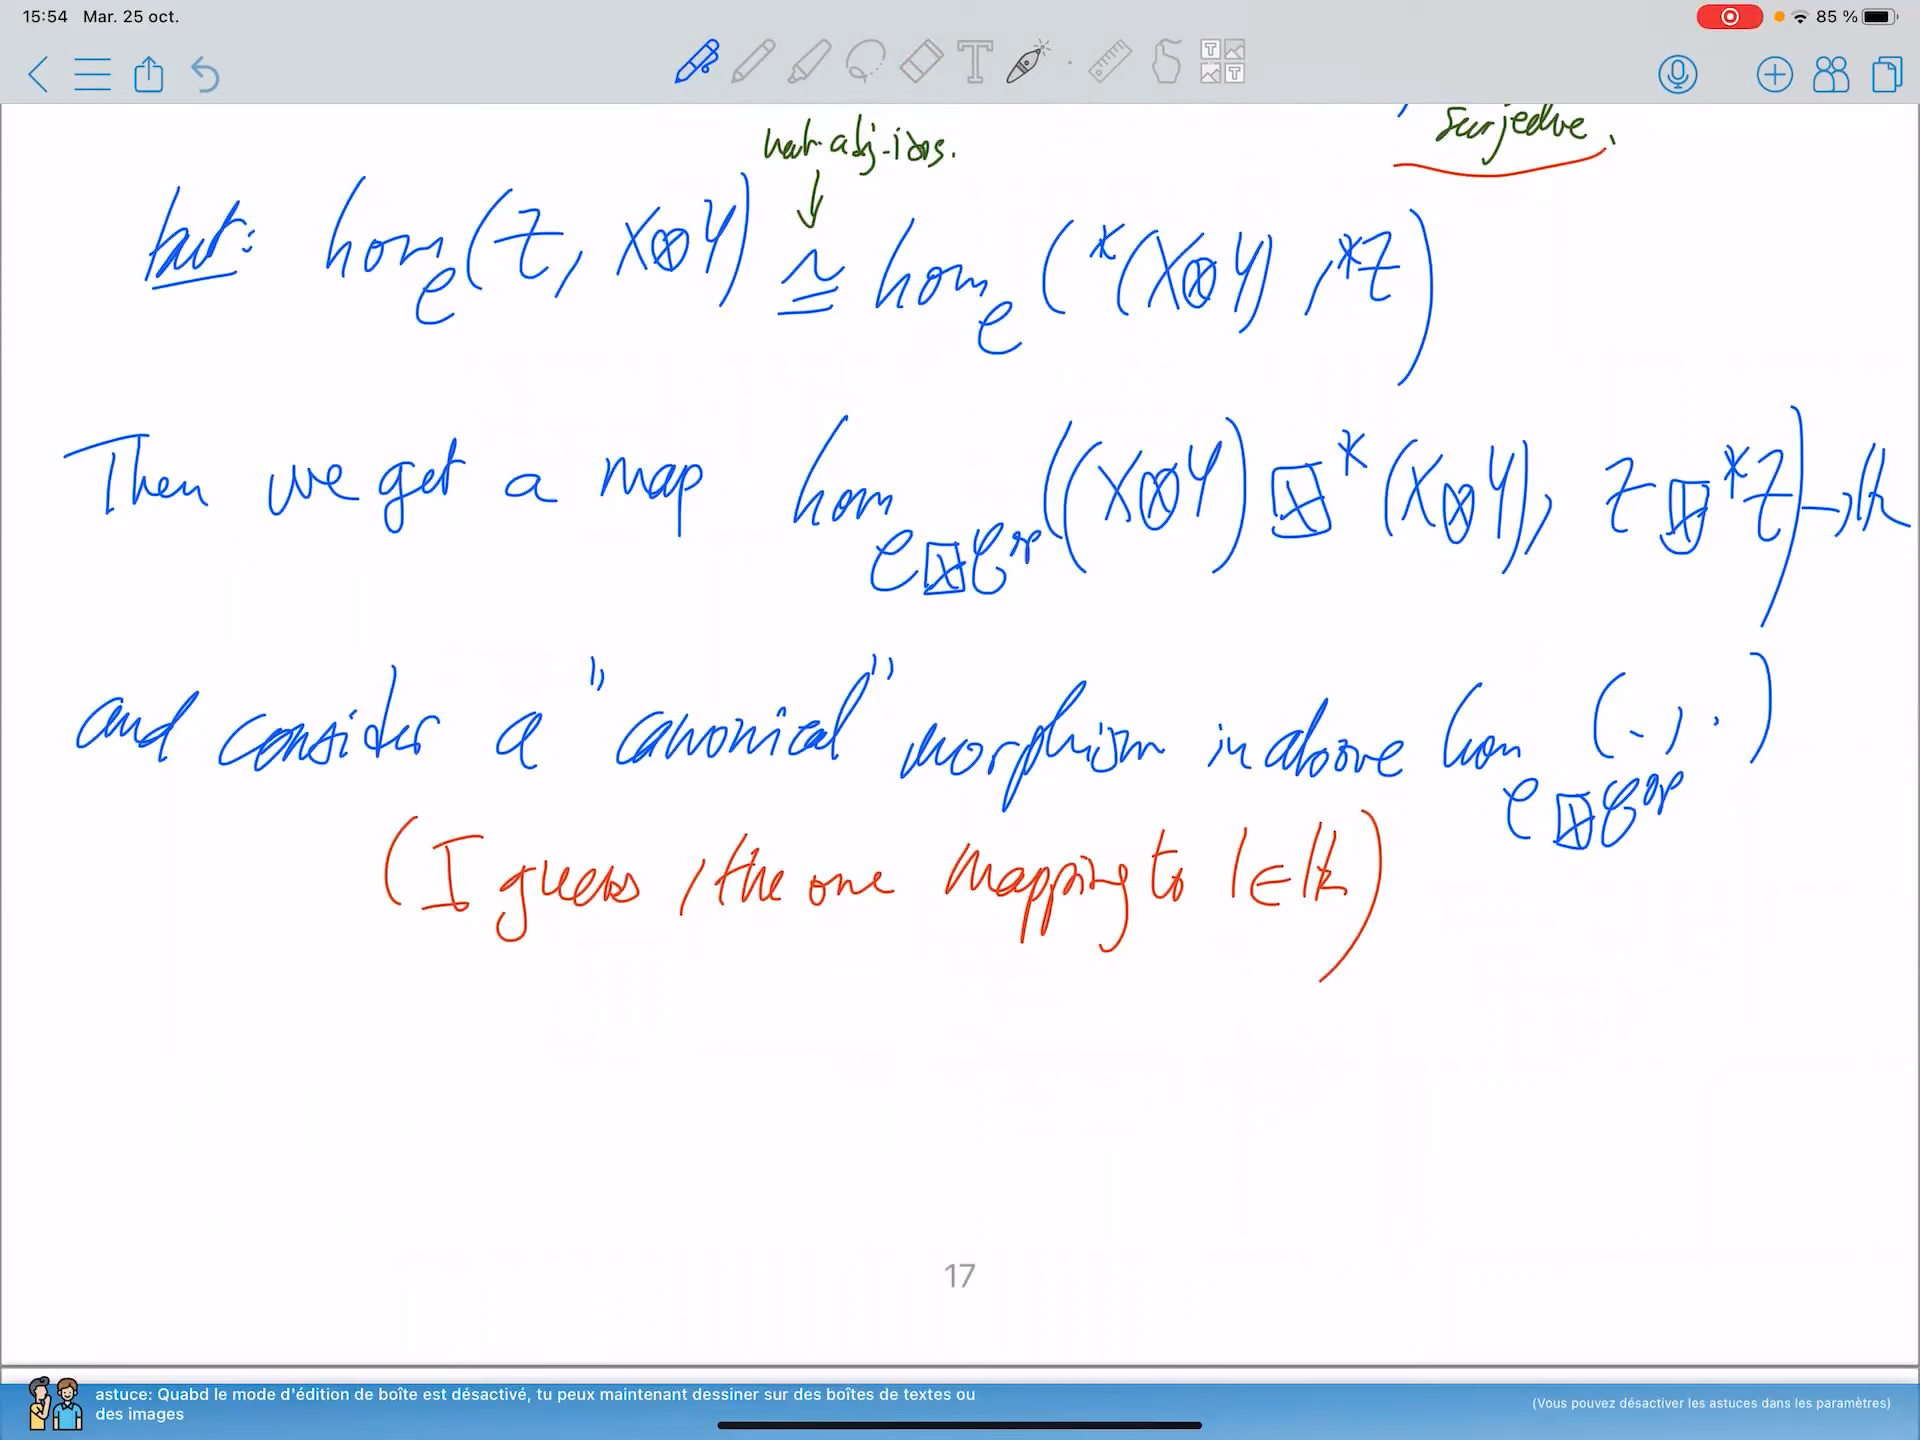 15:54 Mar. 25 oct. 85 %
surjective.
nat. adj-isos.
but: hom_e(Z, X⊗Y) ≅ hom_e(*(X⊗Y), *Z)
Then we get a map hom_{e⊠e^op}((X⊗Y)⊠*(X⊗Y), Z⊠*Z) → k
and consider a "canonical" morphism in above hom_{e⊠e^op}(·,·)
(I guess, the one mapping to 1∈k)
17
astuce: Quabd le mode d'édition de boîte est désactivé, tu peux maintenant dessiner sur des boîtes de textes ou
des images
(Vous pouvez désactiver les astuces dans les paramètres)